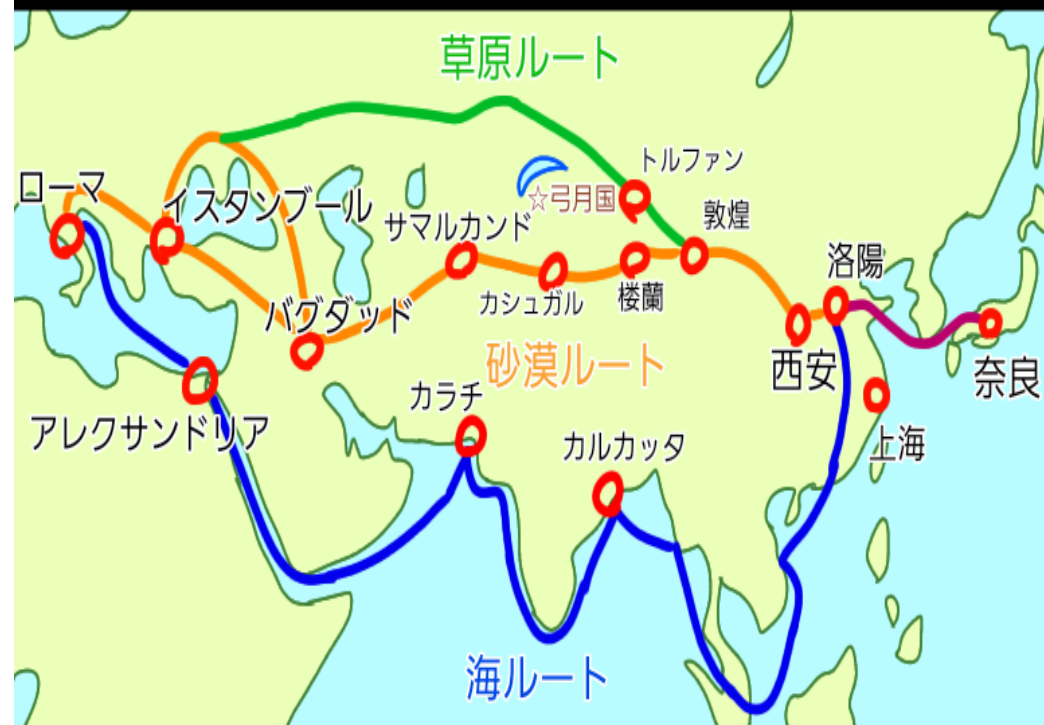 草原ルート
トルファン
ローマ
イスタンブール
☆弓月国
サマルカンド
敦煌
洛陽
カシュガル
楼蘭
バグダッド
砂漠ルート
西安
奈良
カラチ
アレクサンドリア
カルカッタ
上海
海ルート